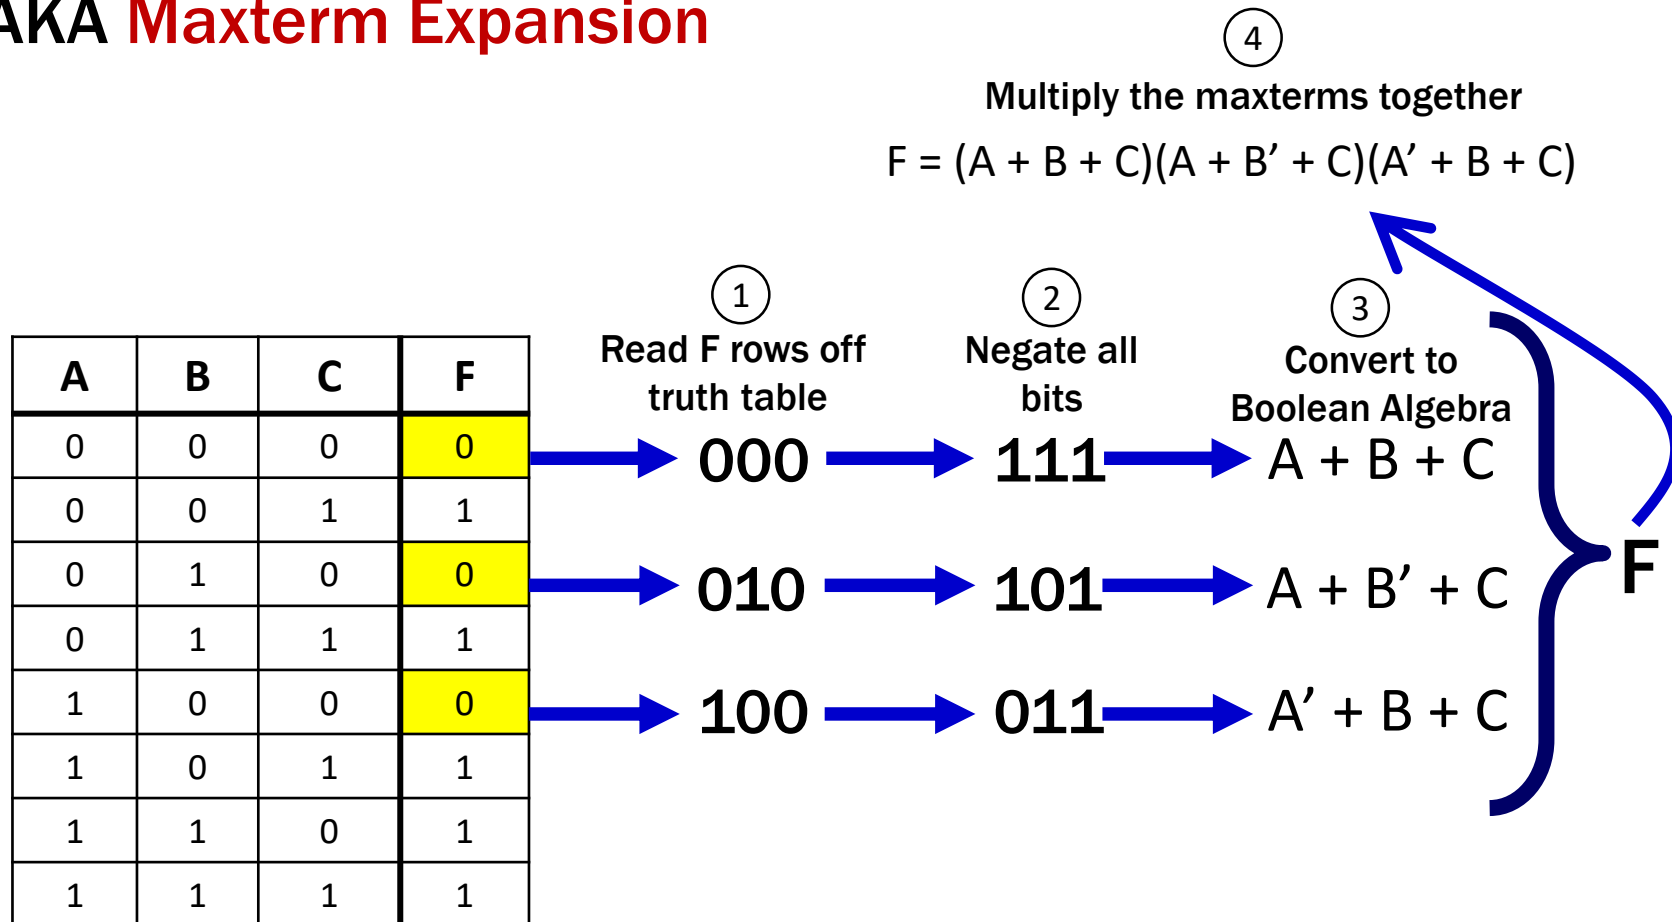 AKA Maxterm Expansion
4
Multiply the maxterms together
F = (A + B + C)(A + B’ + C)(A’ + B + C)
1
Read F rows off
truth table
2
Negate all
bits
3
Convert to
Boolean Algebra
A B C F
0 0 0 0
000 111 A + B + C
0 0 1 1
0 1 0 0
010 101 A + B’ + C
0 1 1 1
1 0 0 0
100 011 A’ + B + C
1 0 1 1
1 1 0 1
1 1 1 1
F